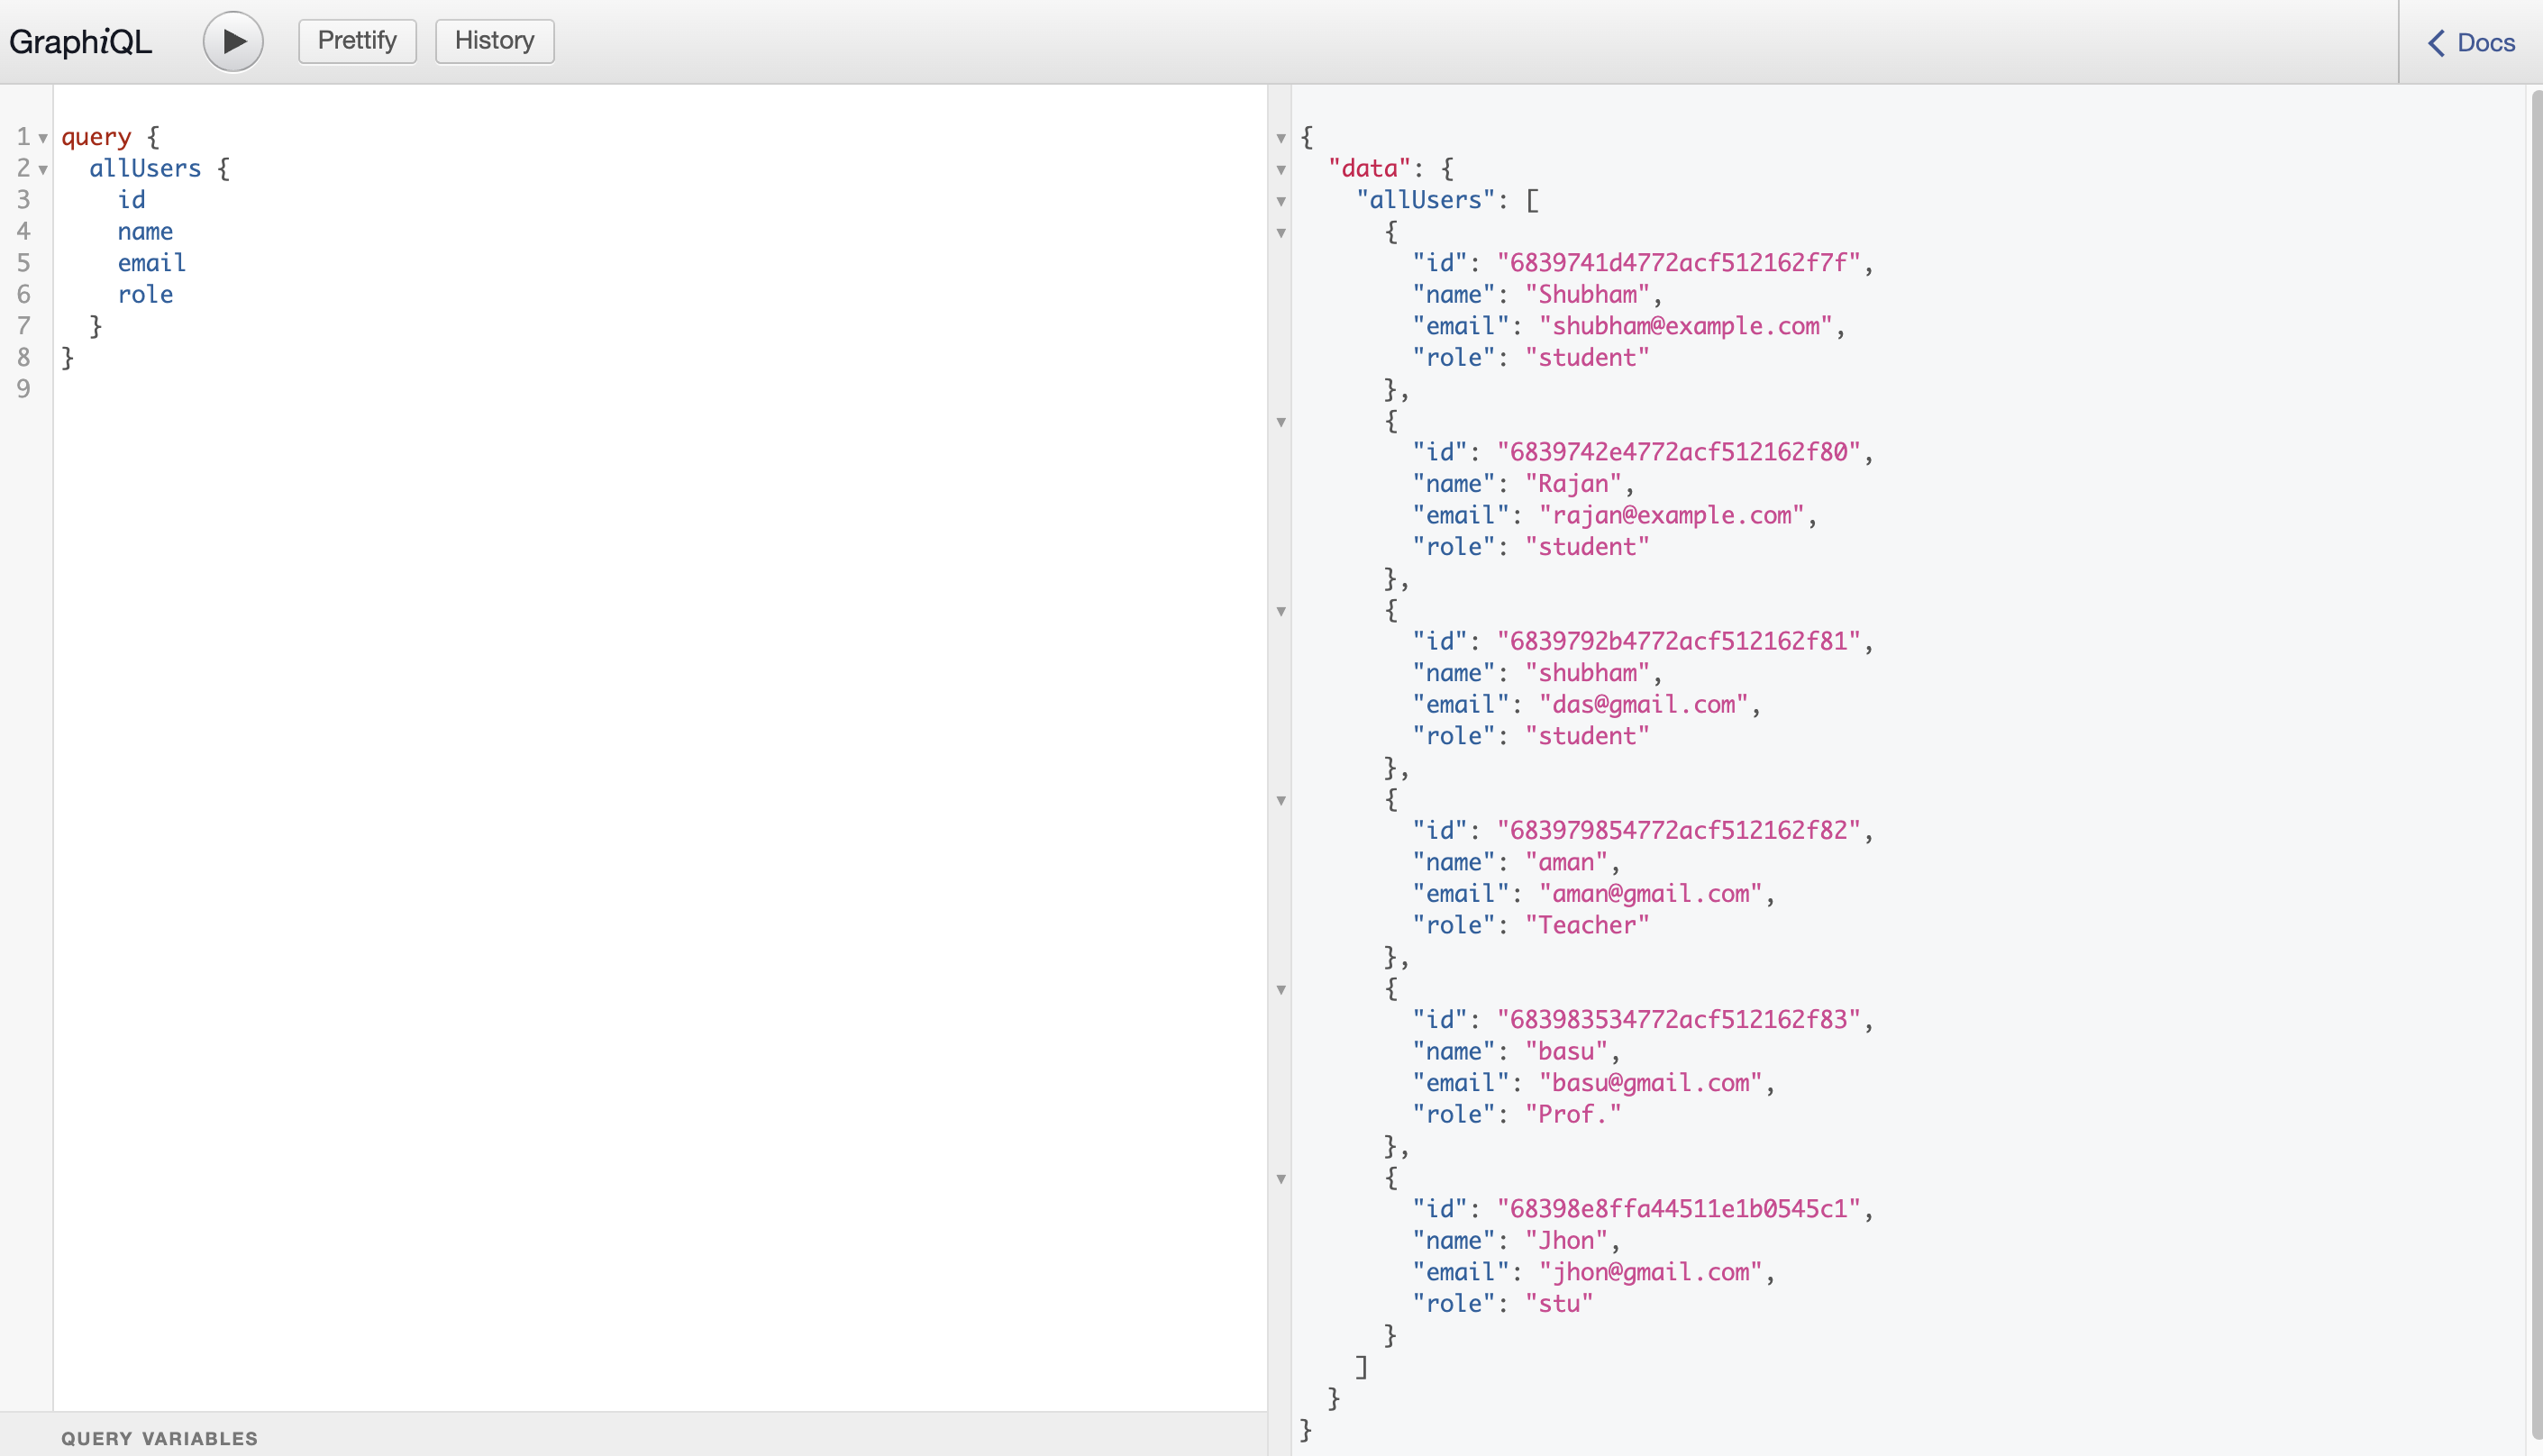 GraphiQL Prettify History Docs
1 query {
2 allUsers {
3 id
4 name
5 email
6 role
7 }
8 }
9
QUERY VARIABLES
{
"data": {
"allUsers": [
{
"id": "6839741d4772acf512162f7f",
"name": "Shubham",
"email": "shubham@example.com",
"role": "student"
},
{
"id": "6839742e4772acf512162f80",
"name": "Rajan",
"email": "rajan@example.com",
"role": "student"
},
{
"id": "6839792b4772acf512162f81",
"name": "shubham",
"email": "das@gmail.com",
"role": "student"
},
{
"id": "683979854772acf512162f82",
"name": "aman",
"email": "aman@gmail.com",
"role": "Teacher"
},
{
"id": "683983534772acf512162f83",
"name": "basu",
"email": "basu@gmail.com",
"role": "Prof."
},
{
"id": "68398e8ffa44511e1b0545c1",
"name": "Jhon",
"email": "jhon@gmail.com",
"role": "stu"
}
]
}
}